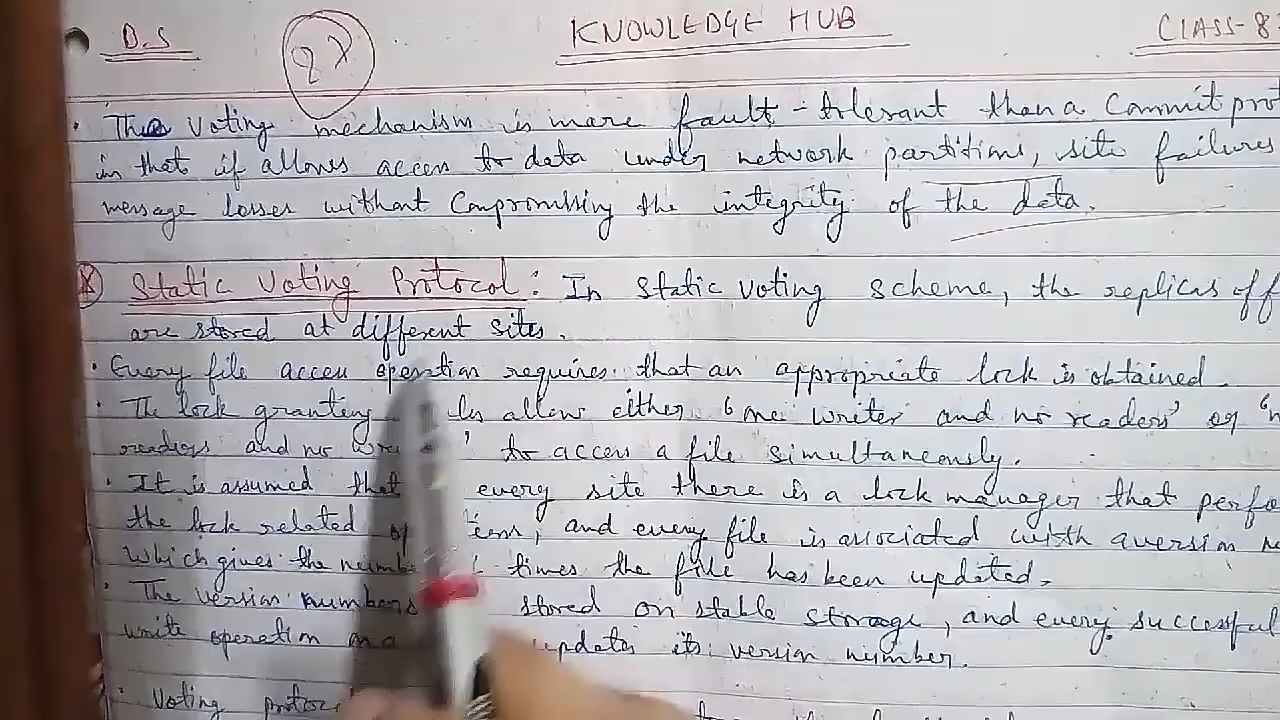 D.S 27 KNOWLEDGE HUB CLASS-8
• The Voting mechanism is more fault-tolerant than a Commit prot
in that if allows access to data under network partitions, site failures
message losses without Compromising the integrity of the data.
Static Voting Protocol: In Static Voting scheme, the replicas of f
are stored at different sites.
• Every file access operation requires that an appropriate lock is obtained.
• The lock granting allow either 'one writer and no readers' or
readers and no to access a file simultaneously.
• It is assumed that every site there is a lock manager that perfo
the lock related and every file is associated with a version n
which gives the times the file has been updated.
• The version numbers stored on stable storage, and every successful
write operation on a updates its version number.
• Voting